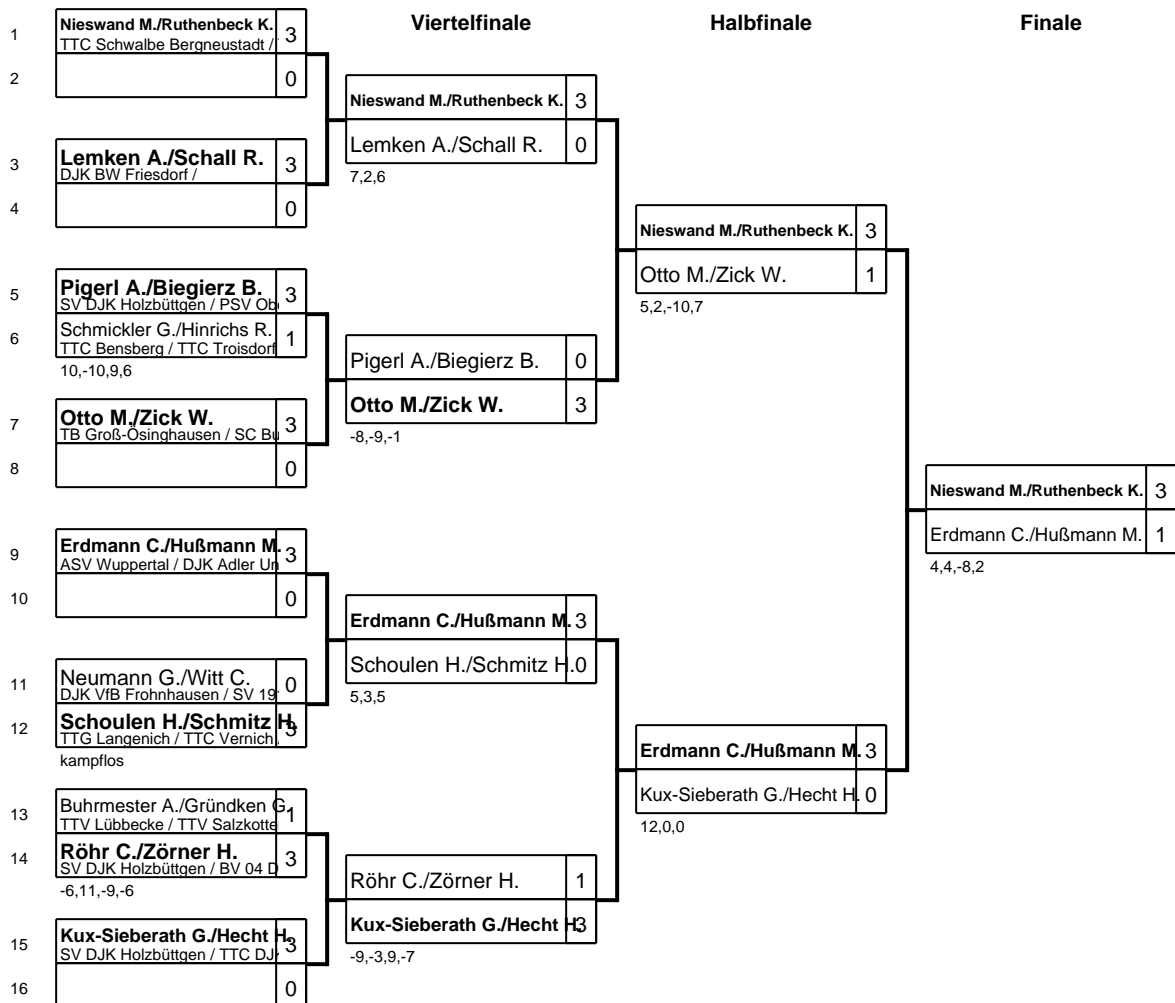 Viertelfinale
Halbfinale
Finale
1
Nieswand M./Ruthenbeck K. 3
TTC Schwalbe Bergneustadt /
2
0
3
Lemken A./Schall R. 3
DJK BW Friesdorf /
4
0
5
Pigerl A./Biegierz B. 3
SV DJK Holzbüttgen / PSV Ob
6
Schmickler G./Hinrichs R. 1
TTC Bensberg / TTC Troisdorf
10,-10,9,6
7
Otto M./Zick W. 3
TB Groß-Ösinghausen / SC Bu
8
0
9
Erdmann C./Hußmann M. 3
ASV Wuppertal / DJK Adler Un
10
0
11
Neumann G./Witt C. 0
DJK VfB Frohnhausen / SV 19
12
Schoulen H./Schmitz H. 3
TTG Langenich / TTC Vernich
kampflos
13
Buhrmester A./Gründken G. 1
TTV Lübbecke / TTV Salzkotte
14
Röhr C./Zörner H. 3
SV DJK Holzbüttgen / BV 04 D
-6,11,-9,-6
15
Kux-Sieberath G./Hecht H. 3
SV DJK Holzbüttgen / TTC DJ
16
0
Nieswand M./Ruthenbeck K. 3
Lemken A./Schall R. 0
7,2,6
Pigerl A./Biegierz B. 0
Otto M./Zick W. 3
-8,-9,-1
Erdmann C./Hußmann M. 3
Schoulen H./Schmitz H. 0
5,3,5
Röhr C./Zörner H. 1
Kux-Sieberath G./Hecht H. 3
-9,-3,9,-7
Nieswand M./Ruthenbeck K. 3
Otto M./Zick W. 1
5,2,-10,7
Erdmann C./Hußmann M. 3
Kux-Sieberath G./Hecht H. 0
12,0,0
Nieswand M./Ruthenbeck K. 3
Erdmann C./Hußmann M. 1
4,4,-8,2